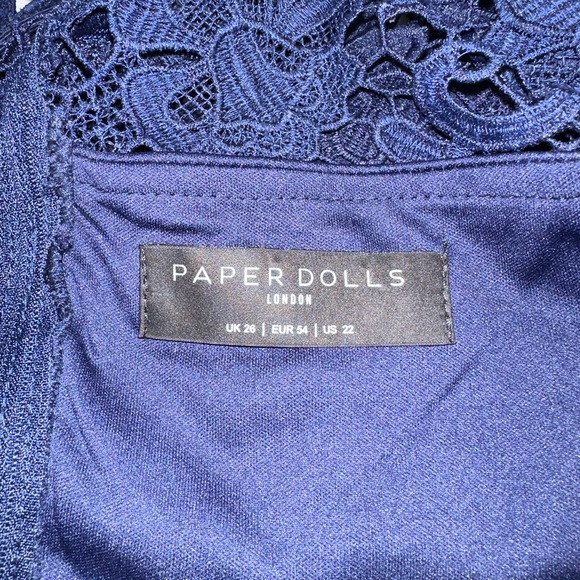 PAPER DOLLS
LONDON
UK 26 | EUR 54 | US 22